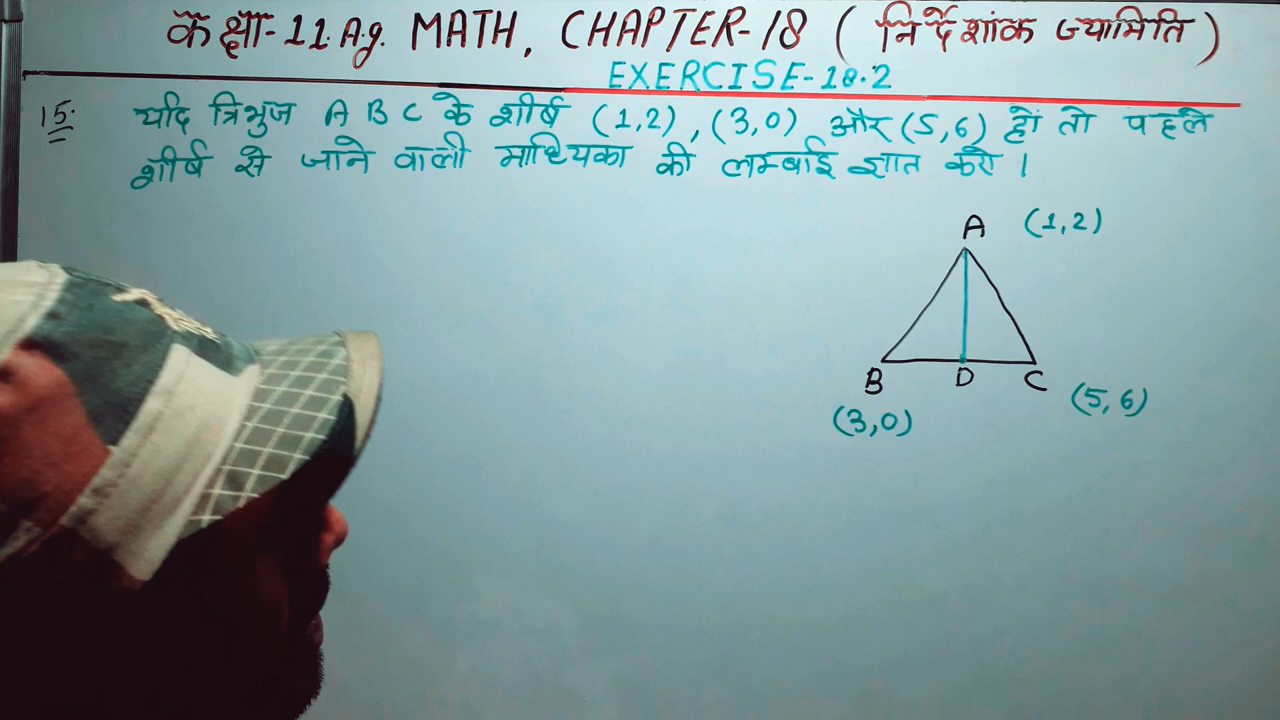 कक्षा-11.Ag. MATH, CHAPTER-18 (निर्देशांक ज्यामिति)
EXERCISE-18.2
15. यदि त्रिभुज A B C के शीर्ष (1,2), (3,0) और (5,6) हों तो पहले
शीर्ष से जाने वाली माध्यिका की लम्बाई ज्ञात करो ।
A (1,2)
B D C
(3,0) (5,6)